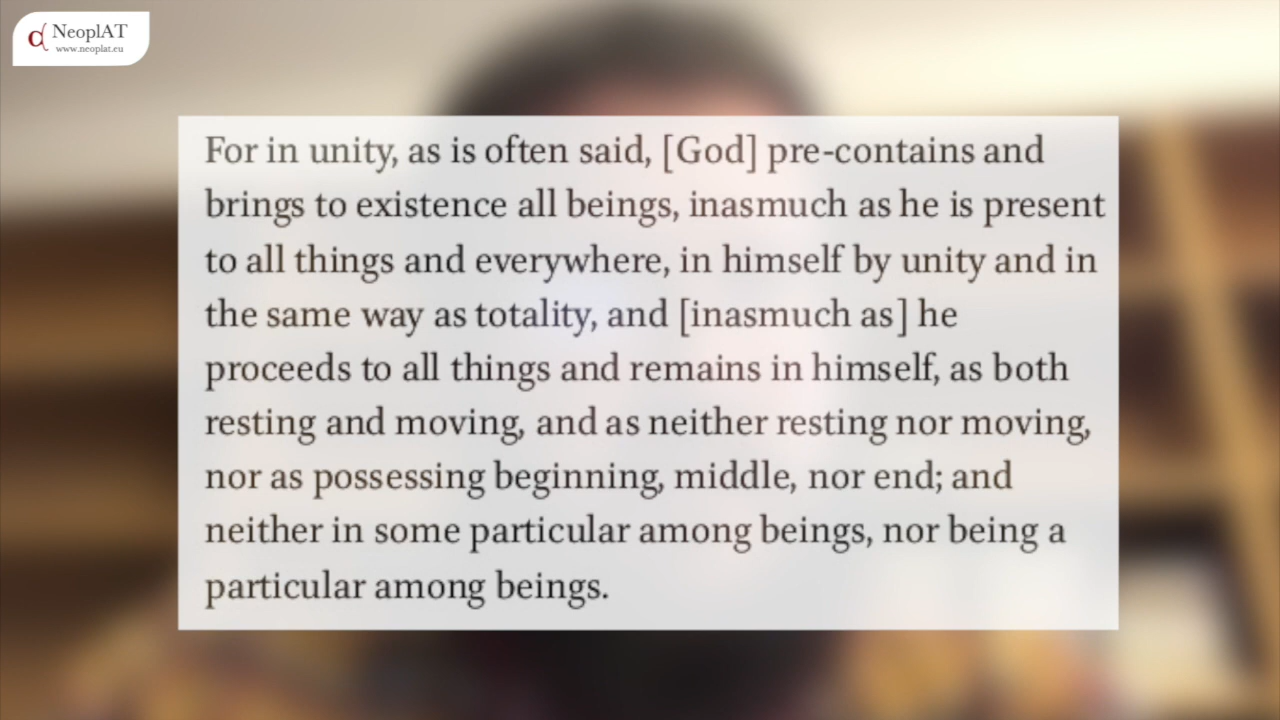 NeoplAT
www.neoplat.eu
For in unity, as is often said, [God] pre-contains and
brings to existence all beings, inasmuch as he is present
to all things and everywhere, in himself by unity and in
the same way as totality, and [inasmuch as] he
proceeds to all things and remains in himself, as both
resting and moving, and as neither resting nor moving,
nor as possessing beginning, middle, nor end; and
neither in some particular among beings, nor being a
particular among beings.